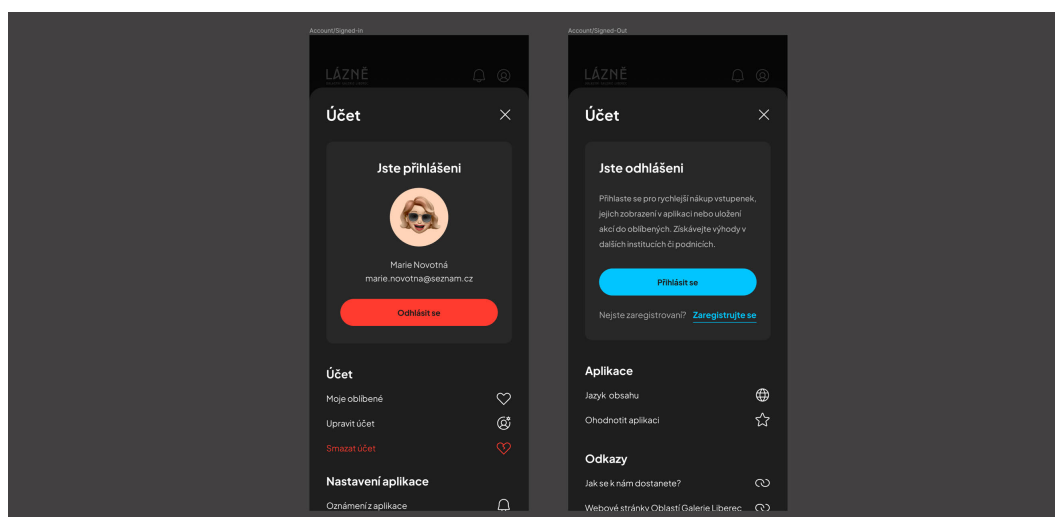 Account/Signed-in
LÁZNĚ
Účet
Jste přihlášeni
Marie Novotná
marie.novotna@seznam.cz
Odhlásit se
Účet
Moje oblíbené
Upravit účet
Smazat účet
Nastavení aplikace
Oznámení z aplikace
Account/Signed-Out
LÁZNĚ
Účet
Jste odhlášeni
Přihlaste se pro rychlejší nákup vstupenek,
jejich zobrazení v aplikaci nebo uložení
akcí do oblíbených. Získávejte výhody v
dalších institucích či podnicích.
Přihlásit se
Nejste zaregistrovaní? Zaregistrujte se
Aplikace
Jazyk obsahu
Ohodnotit aplikaci
Odkazy
Jak se k nám dostanete?
Webové stránky Oblastí Galerie Liberec